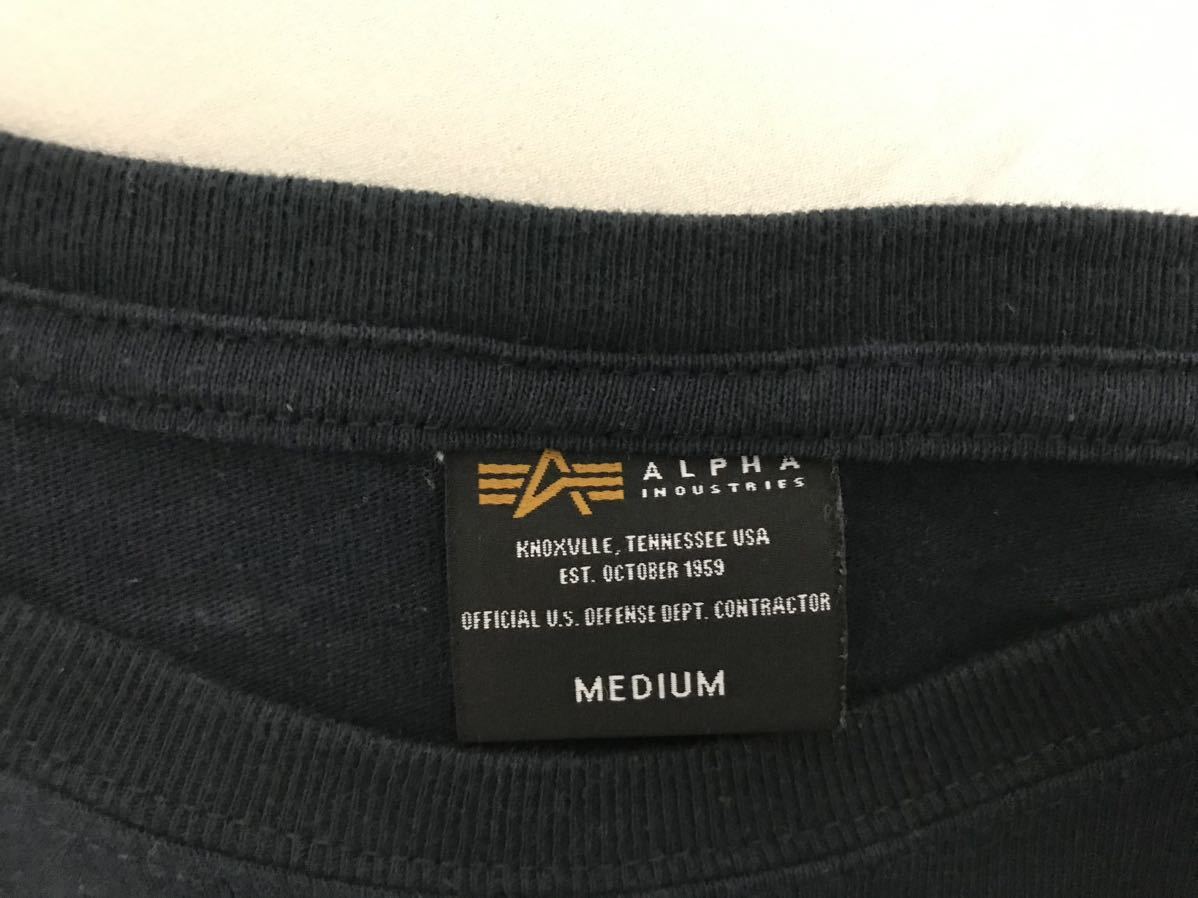 ALPHA
INDUSTRIES
KNOXVLLE, TENNESSEE USA
EST. OCTOBER 1959
OFFICIAL U.S. DEFENSE DEPT. CONTRACTOR
MEDIUM